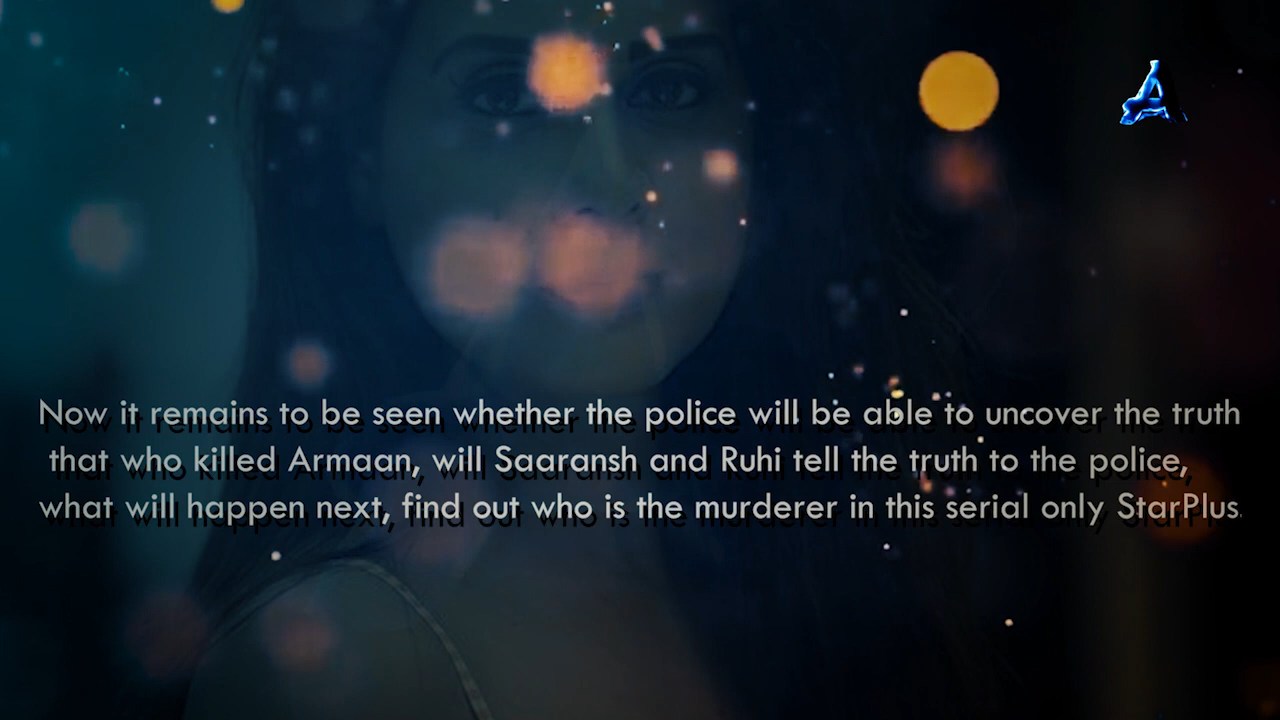 A
Now it remains to be seen whether the police will be able to uncover the truth
that who killed Armaan, will Saaransh and Ruhi tell the truth to the police,
what will happen next, find out who is the murderer in this serial only StarPlus.